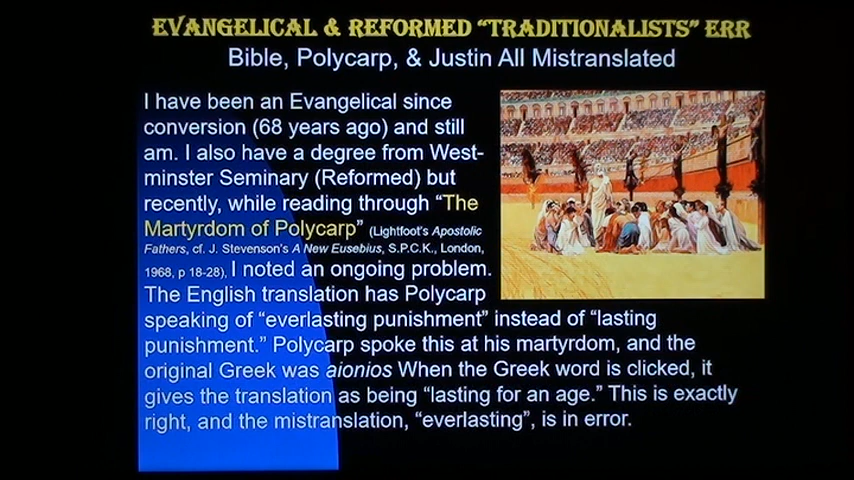 EVANGELICAL & REFORMED “TRADITIONALISTS” ERR
Bible, Polycarp, & Justin All Mistranslated
I have been an Evangelical since
conversion (68 years ago) and still
am. I also have a degree from West-
minster Seminary (Reformed) but
recently, while reading through “The
Martyrdom of Polycarp” (Lightfoot's Apostolic
Fathers, cf. J. Stevenson's A New Eusebius, S.P.C.K., London,
1968, p 18-28), I noted an ongoing problem.
The English translation has Polycarp
speaking of “everlasting punishment” instead of “lasting
punishment.” Polycarp spoke this at his martyrdom, and the
original Greek was aionios When the Greek word is clicked, it
gives the translation as being “lasting for an age.” This is exactly
right, and the mistranslation, “everlasting”, is in error.